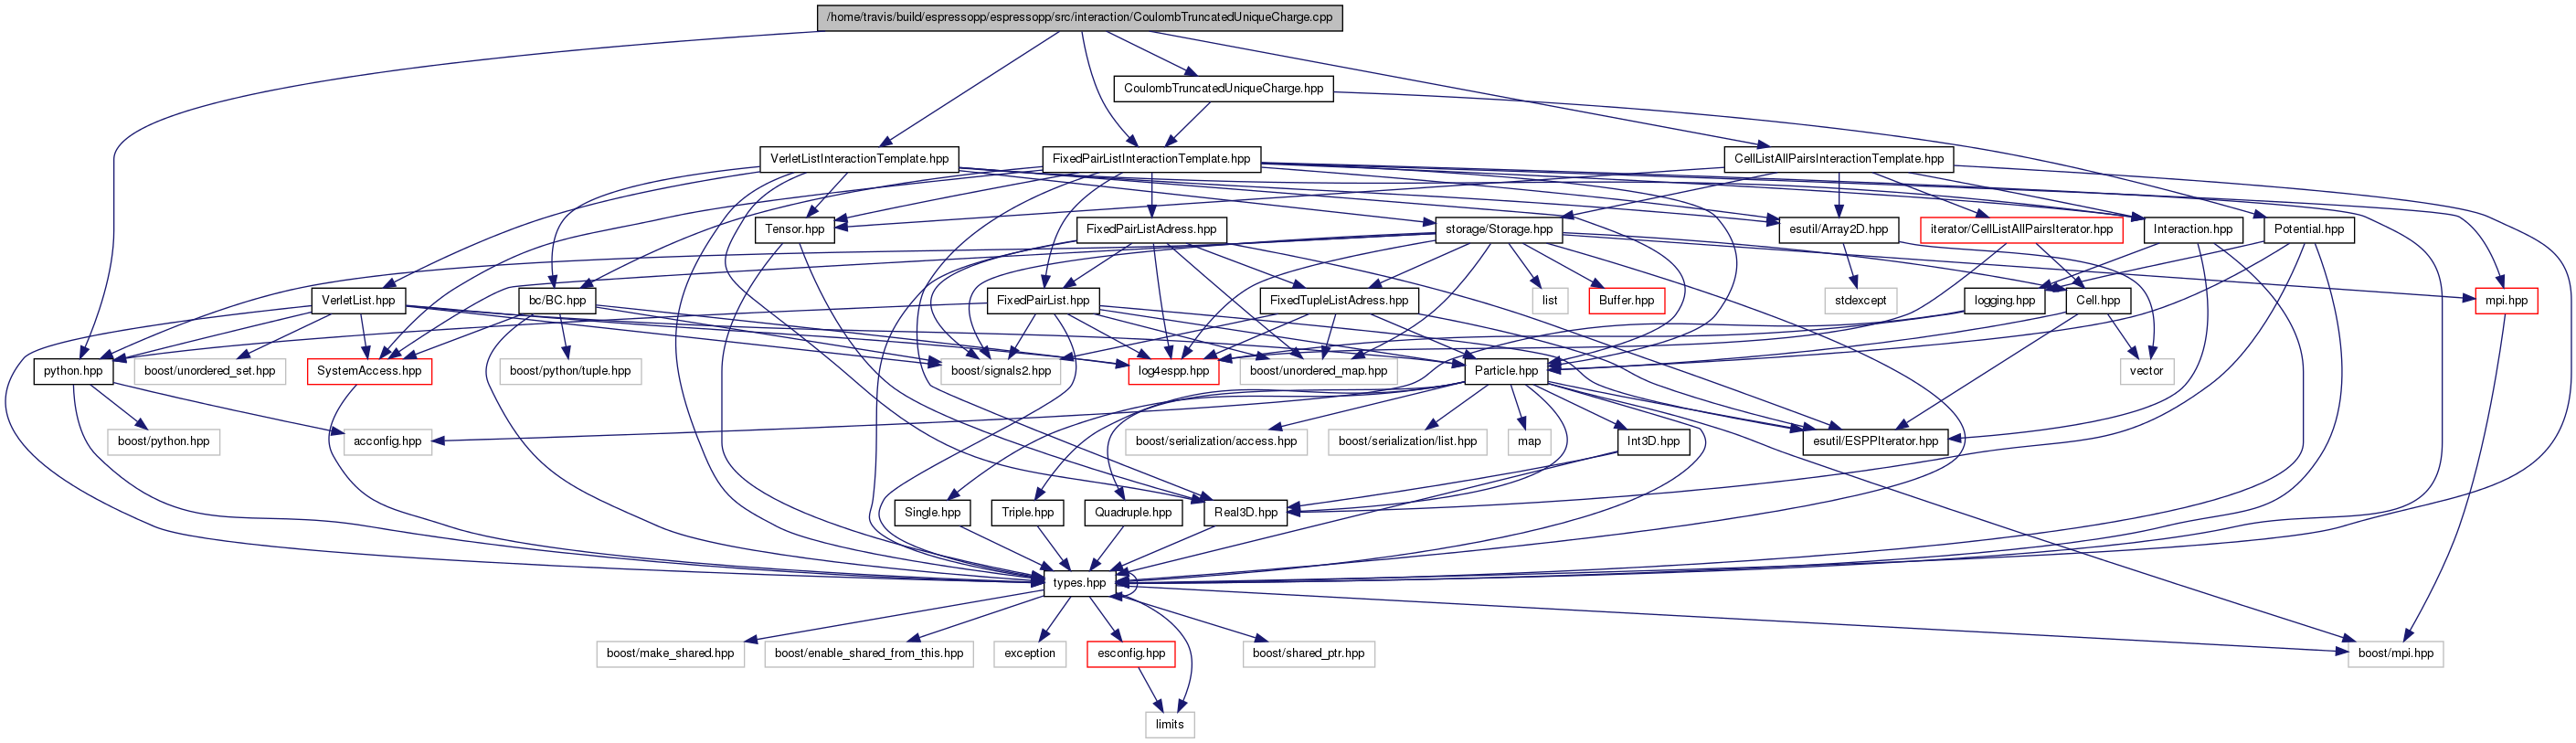 /home/travis/build/espressopp/espressopp/src/interaction/CoulombTruncatedUniqueCharge.cpp
CoulombTruncatedUniqueCharge.hpp
VerletListInteractionTemplate.hpp
FixedPairListInteractionTemplate.hpp
CellListAllPairsInteractionTemplate.hpp
Tensor.hpp
FixedPairListAdress.hpp
storage/Storage.hpp
esutil/Array2D.hpp
iterator/CellListAllPairsIterator.hpp
Interaction.hpp
Potential.hpp
VerletList.hpp
bc/BC.hpp
FixedPairList.hpp
FixedTupleListAdress.hpp
list
Buffer.hpp
stdexcept
logging.hpp
Cell.hpp
mpi.hpp
python.hpp
boost/unordered_set.hpp
SystemAccess.hpp
boost/python/tuple.hpp
boost/signals2.hpp
log4espp.hpp
boost/unordered_map.hpp
Particle.hpp
vector
boost/python.hpp
acconfig.hpp
boost/serialization/access.hpp
boost/serialization/list.hpp
map
Int3D.hpp
esutil/ESPPIterator.hpp
Single.hpp
Triple.hpp
Quadruple.hpp
Real3D.hpp
types.hpp
boost/make_shared.hpp
boost/enable_shared_from_this.hpp
exception
esconfig.hpp
boost/shared_ptr.hpp
boost/mpi.hpp
limits